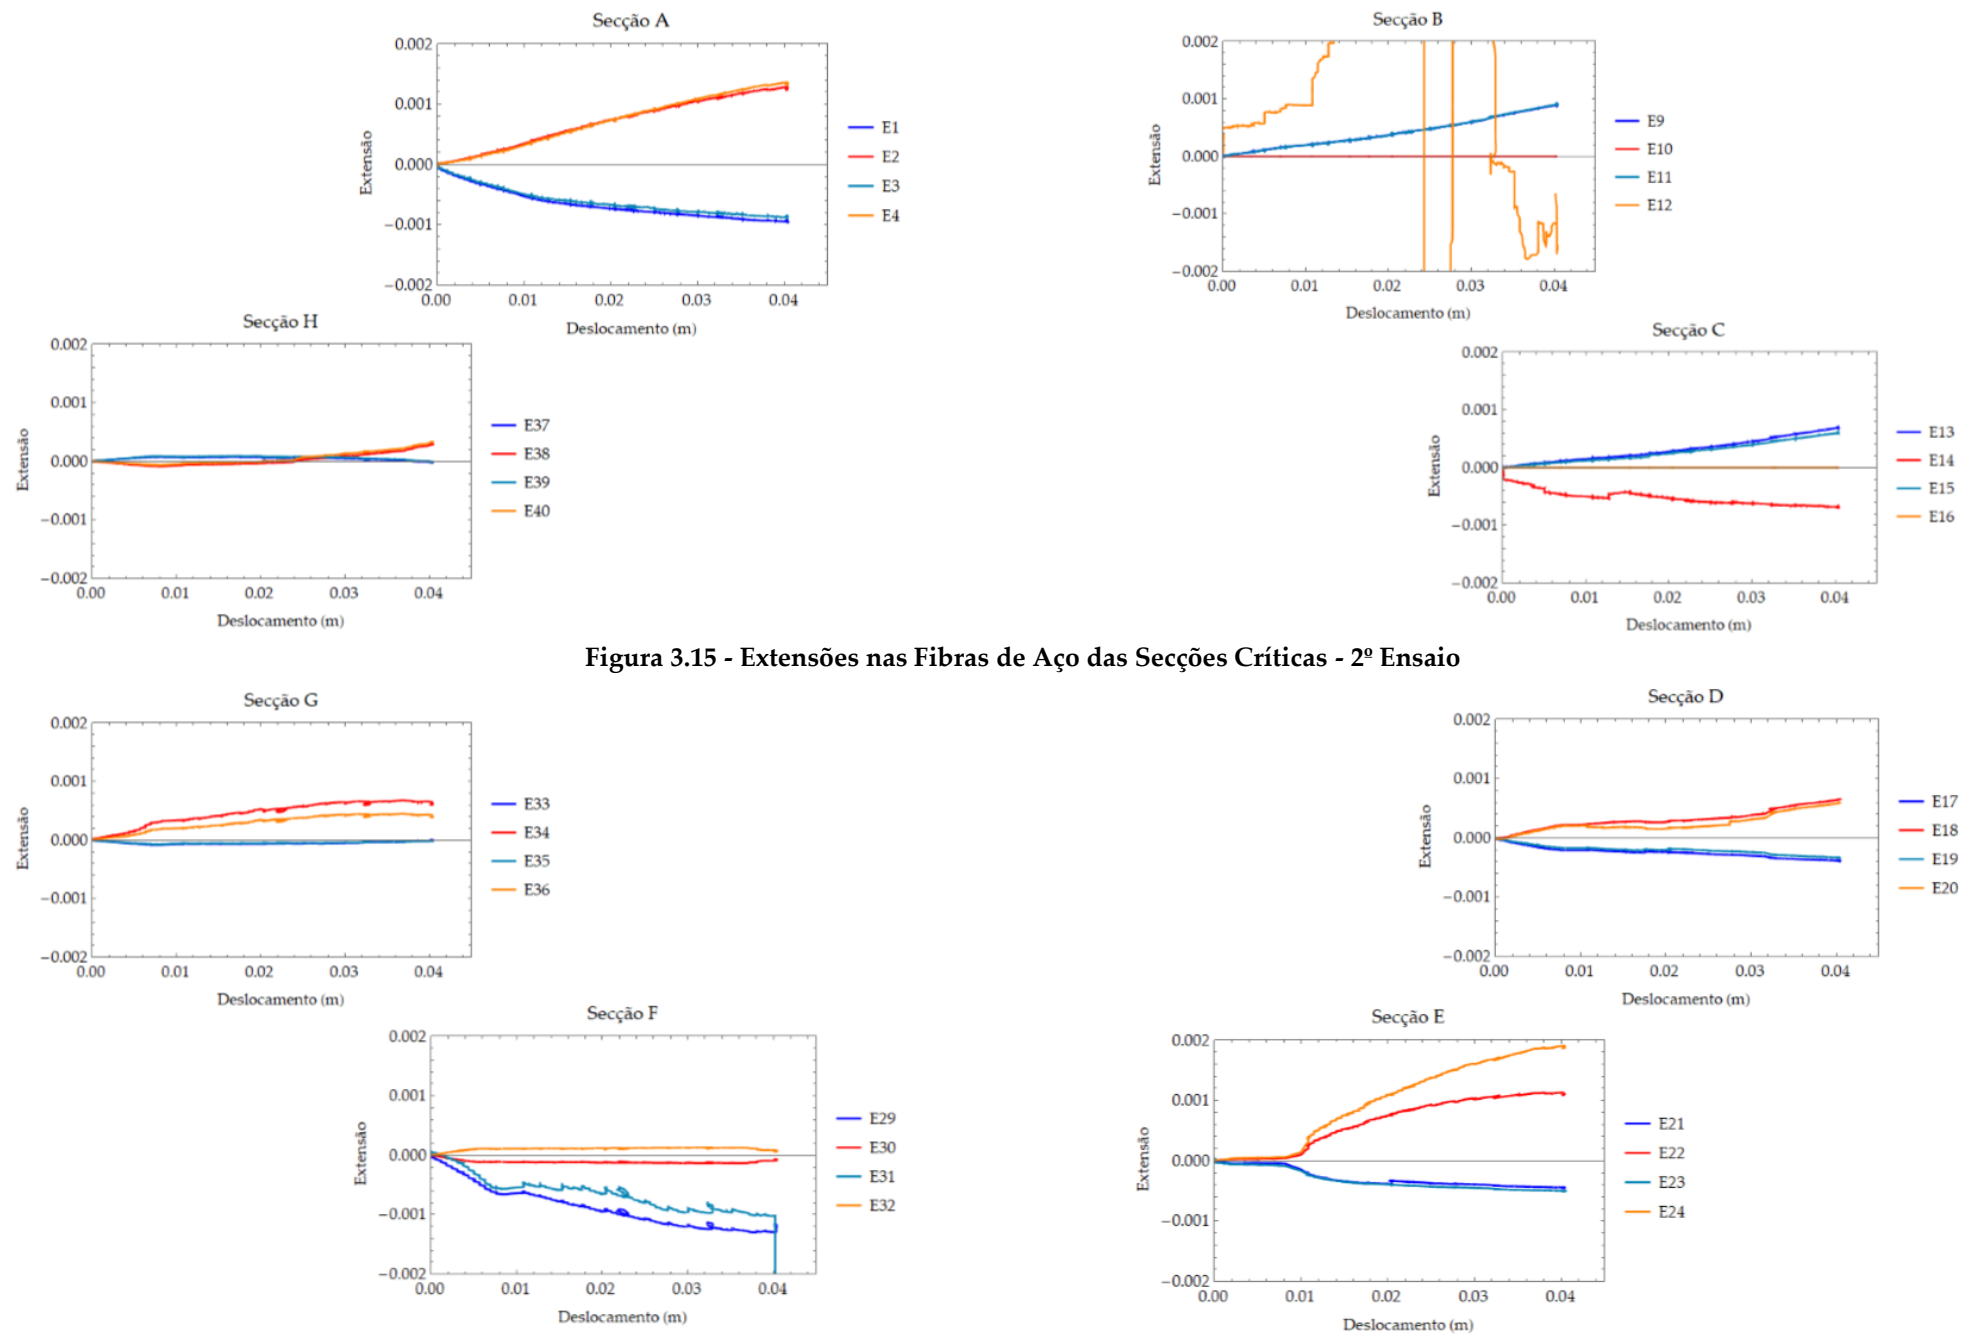 Secção A
0.002
0.001
0.000
−0.001
−0.002
0.00 0.01 0.02 0.03 0.04
Extensão
Deslocamento (m)
E1
E2
E3
E4
Secção B
0.002
0.001
0.000
−0.001
−0.002
0.00 0.01 0.02 0.03 0.04
Extensão
Deslocamento (m)
E9
E10
E11
E12
Secção H
0.002
0.001
0.000
−0.001
−0.002
0.00 0.01 0.02 0.03 0.04
Extensão
Deslocamento (m)
E37
E38
E39
E40
Secção C
0.002
0.001
0.000
−0.001
−0.002
0.00 0.01 0.02 0.03 0.04
Extensão
Deslocamento (m)
E13
E14
E15
E16
Figura 3.15 - Extensões nas Fibras de Aço das Secções Críticas - 2º Ensaio
Secção G
0.002
0.001
0.000
−0.001
−0.002
0.00 0.01 0.02 0.03 0.04
Extensão
Deslocamento (m)
E33
E34
E35
E36
Secção D
0.002
0.001
0.000
−0.001
−0.002
0.00 0.01 0.02 0.03 0.04
Extensão
Deslocamento (m)
E17
E18
E19
E20
Secção F
0.002
0.001
0.000
−0.001
−0.002
0.00 0.01 0.02 0.03 0.04
Extensão
Deslocamento (m)
E29
E30
E31
E32
Secção E
0.002
0.001
0.000
−0.001
−0.002
0.00 0.01 0.02 0.03 0.04
Extensão
Deslocamento (m)
E21
E22
E23
E24